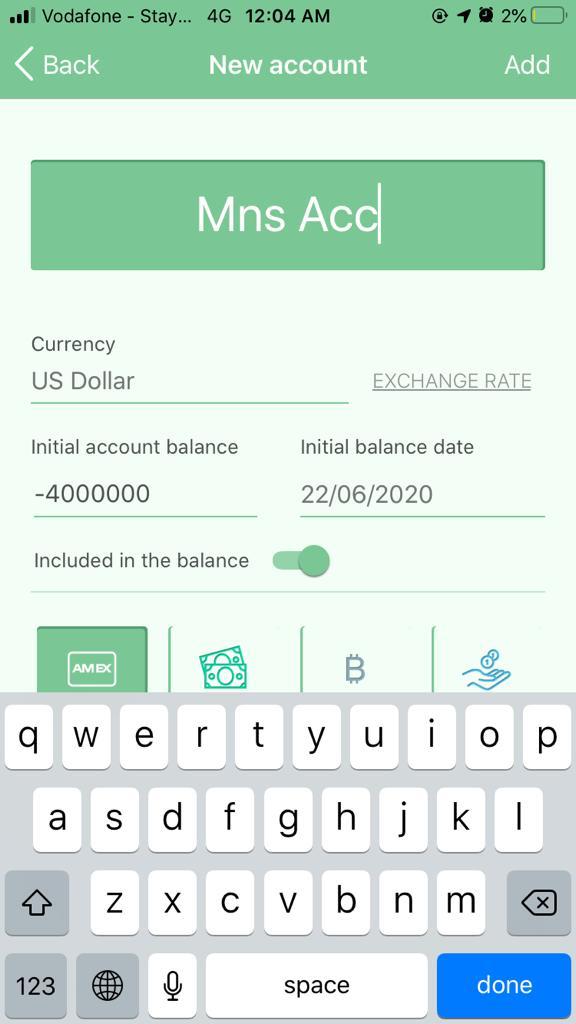 Vodafone - Stay... 4G 12:04 AM 2%
Back New account Add
Mns Acc
Currency
US Dollar EXCHANGE RATE
Initial account balance Initial balance date
-4000000 22/06/2020
Included in the balance
AMEX
q w e r t y u i o p
a s d f g h j k l
z x c v b n m
123 space done